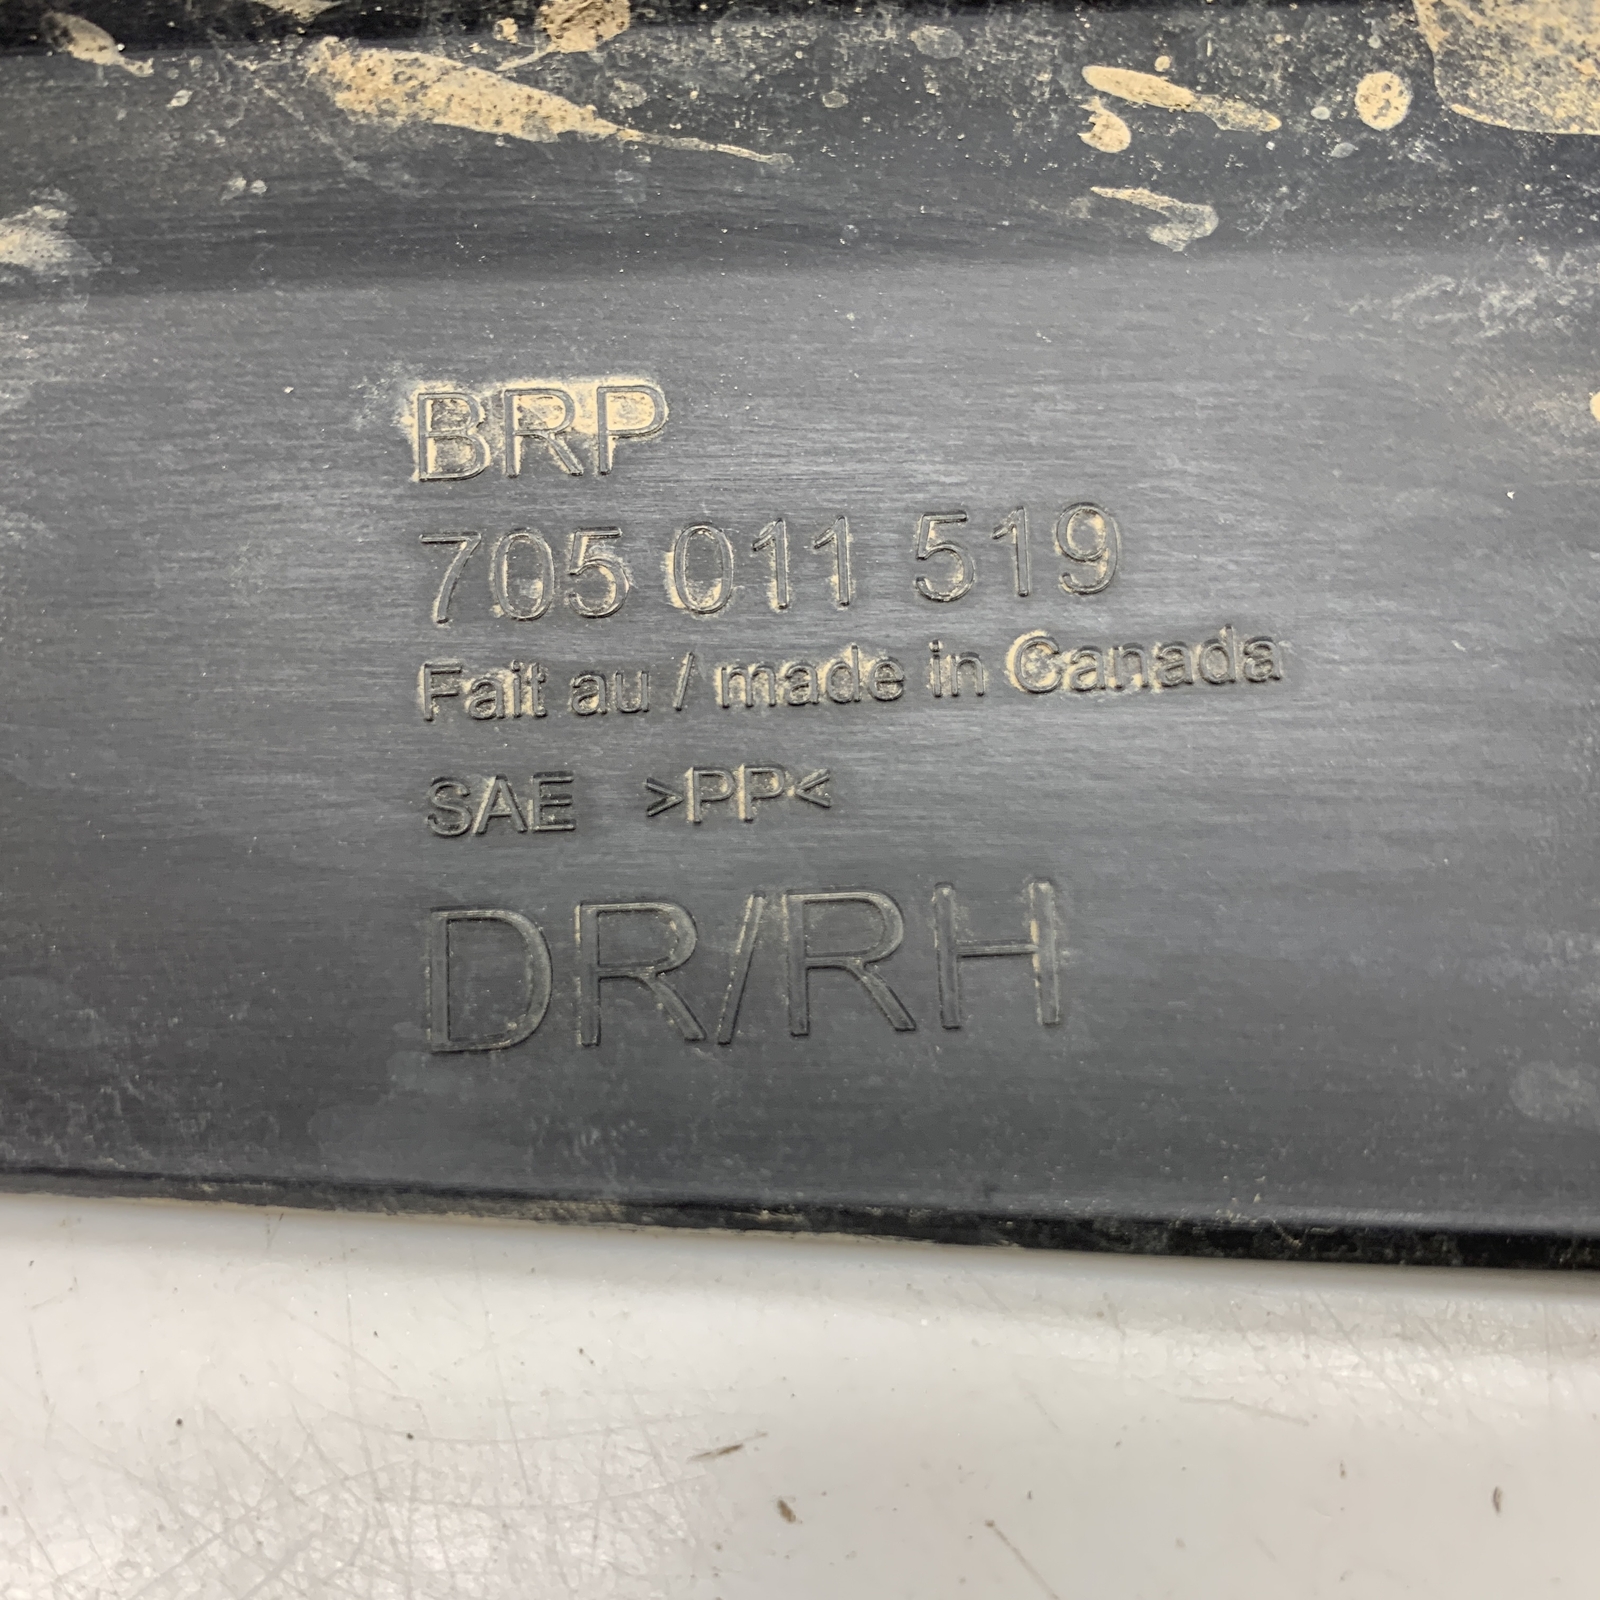 BRP
705 011 519
Fait au / made in Canada
SAE >PP<
DR/RH